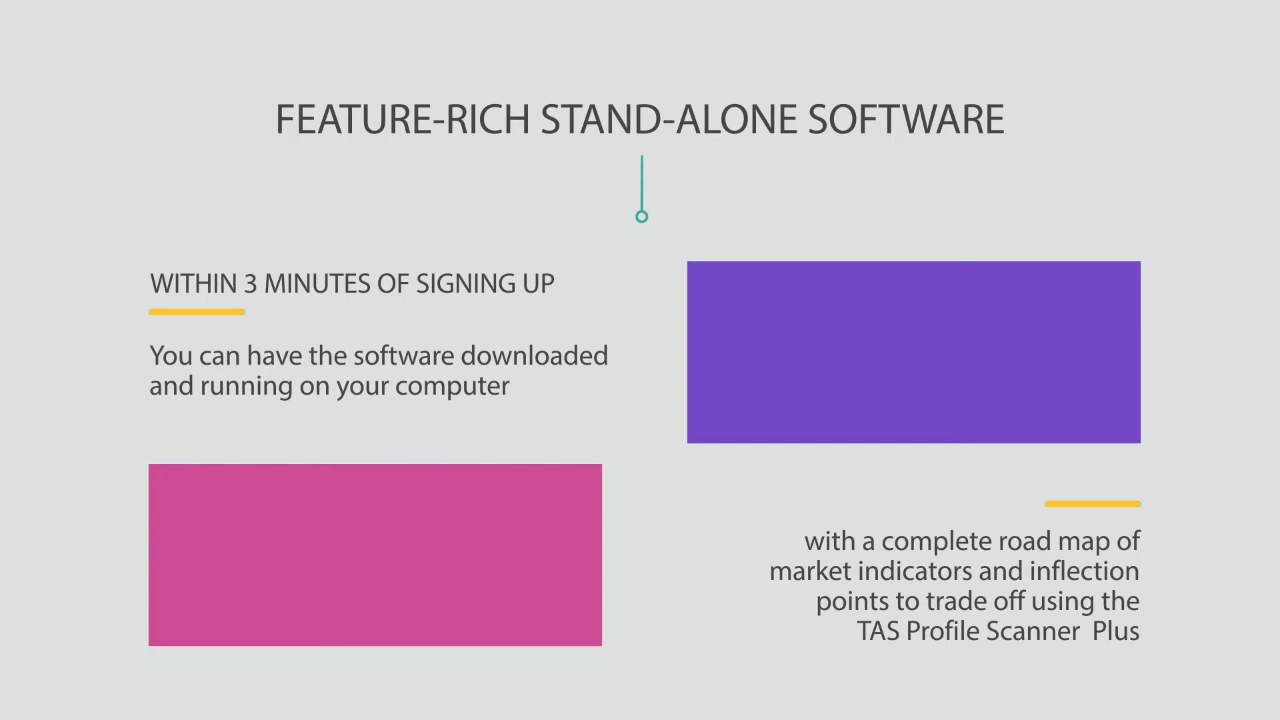 FEATURE-RICH STAND-ALONE SOFTWARE
WITHIN 3 MINUTES OF SIGNING UP
You can have the software downloaded
and running on your computer
with a complete road map of
market indicators and inflection
points to trade off using the
TAS Profile Scanner  Plus